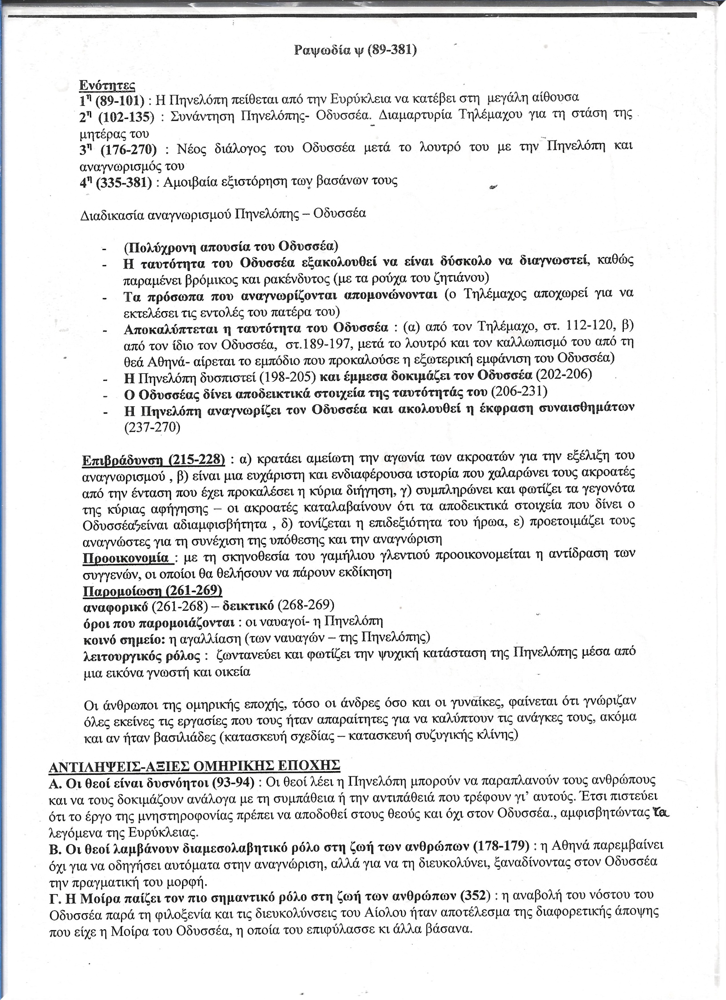 Ραψωδία ψ (89-381)
Ενότητες
1η (89-101) : Η Πηνελόπη πείθεται από την Ευρύκλεια να κατέβει στη μεγάλη αίθουσα
2η (102-135) : Συνάντηση Πηνελόπης- Οδυσσέα. Διαμαρτυρία Τηλέμαχου για τη στάση της
μητέρας του
3η (176-270) : Νέος διάλογος του Οδυσσέα μετά το λουτρό του με την Πηνελόπη και
αναγνωρισμός του
4η (335-381) : Αμοιβαία εξιστόρηση των βασάνων τους
Διαδικασία αναγνωρισμού Πηνελόπης – Οδυσσέα
- (Πολύχρονη απουσία του Οδυσσέα)
- Η ταυτότητα του Οδυσσέα εξακολουθεί να είναι δύσκολο να διαγνωστεί, καθώς
παραμένει βρόμικος και ρακένδυτος (με τα ρούχα του ζητιάνου)
- Τα πρόσωπα που αναγνωρίζονται απομονώνονται (ο Τηλέμαχος αποχωρεί για να
εκτελέσει τις εντολές του πατέρα του)
- Αποκαλύπτεται η ταυτότητα του Οδυσσέα : (α) από τον Τηλέμαχο, στ. 112-120, β)
από τον ίδιο τον Οδυσσέα, στ.189-197, μετά το λουτρό και τον καλλωπισμό του από τη
θεά Αθηνά- αίρεται το εμπόδιο που προκαλούσε η εξωτερική εμφάνιση του Οδυσσέα)
- Η Πηνελόπη δυσπιστεί (198-205) και έμμεσα δοκιμάζει τον Οδυσσέα (202-206)
- Ο Οδυσσέας δίνει αποδεικτικά στοιχεία της ταυτότητάς του (206-231)
- Η Πηνελόπη αναγνωρίζει τον Οδυσσέα και ακολουθεί η έκφραση συναισθημάτων
(237-270)
Επιβράδυνση (215-228) : α) κρατάει αμείωτη την αγωνία των ακροατών για την εξέλιξη του
αναγνωρισμού , β) είναι μια ευχάριστη και ενδιαφέρουσα ιστορία που χαλαρώνει τους ακροατές
από την ένταση που έχει προκαλέσει η κύρια διήγηση, γ) συμπληρώνει και φωτίζει τα γεγονότα
της κύριας αφήγησης – οι ακροατές καταλαβαίνουν ότι τα αποδεικτικά στοιχεία που δίνει ο
Οδυσσέας είναι αδιαμφισβήτητα , δ) τονίζεται η επιδεξιότητα του ήρωα, ε) προετοιμάζει τους
αναγνώστες για τη συνέχιση της υπόθεσης και την αναγνώριση
Προοικονομία : με τη σκηνοθεσία του γαμήλιου γλεντιού προοικονομείται η αντίδραση των
συγγενών, οι οποίοι θα θελήσουν να πάρουν εκδίκηση
Παρομοίωση (261-269)
αναφορικό (261-268) – δεικτικό (268-269)
όροι που παρομοιάζονται : οι ναυαγοί- η Πηνελόπη
κοινό σημείο: η αγαλλίαση (των ναυαγών – της Πηνελόπης)
λειτουργικός ρόλος : ζωντανεύει και φωτίζει την ψυχική κατάσταση της Πηνελόπης μέσα από
μια εικόνα γνωστή και οικεία
Οι άνθρωποι της ομηρικής εποχής, τόσο οι άνδρες όσο και οι γυναίκες, φαίνεται ότι γνώριζαν
όλες εκείνες τις εργασίες που τους ήταν απαραίτητες για να καλύπτουν τις ανάγκες τους, ακόμα
και αν ήταν βασιλιάδες (κατασκευή σχεδίας – κατασκευή συζυγικής κλίνης)
ΑΝΤΙΛΗΨΕΙΣ-ΑΞΙΕΣ ΟΜΗΡΙΚΗΣ ΕΠΟΧΗΣ
Α. Οι θεοί είναι δυσνόητοι (93-94) : Οι θεοί λέει η Πηνελόπη μπορούν να παραπλανούν τους ανθρώπους
και να τους δοκιμάζουν ανάλογα με τη συμπάθεια ή την αντιπάθειά που τρέφουν γι’ αυτούς. Έτσι πιστεύει
ότι το έργο της μνηστηροφονίας πρέπει να αποδοθεί στους θεούς και όχι στον Οδυσσέα., αμφισβητώντας τα
λεγόμενα της Ευρύκλειας.
Β. Οι θεοί λαμβάνουν διαμεσολαβητικό ρόλο στη ζωή των ανθρώπων (178-179) : η Αθηνά παρεμβαίνει
όχι για να οδηγήσει αυτόματα στην αναγνώριση, αλλά για να τη διευκολύνει, ξαναδίνοντας στον Οδυσσέα
την πραγματική του μορφή.
Γ. Η Μοίρα παίζει τον πιο σημαντικό ρόλο στη ζωή των ανθρώπων (352) : η αναβολή του νόστου του
Οδυσσέα παρά τη φιλοξενία και τις διευκολύνσεις του Αίολου ήταν αποτέλεσμα της διαφορετικής άποψης
που είχε η Μοίρα του Οδυσσέα, η οποία του επιφύλασσε κι άλλα βάσανα.